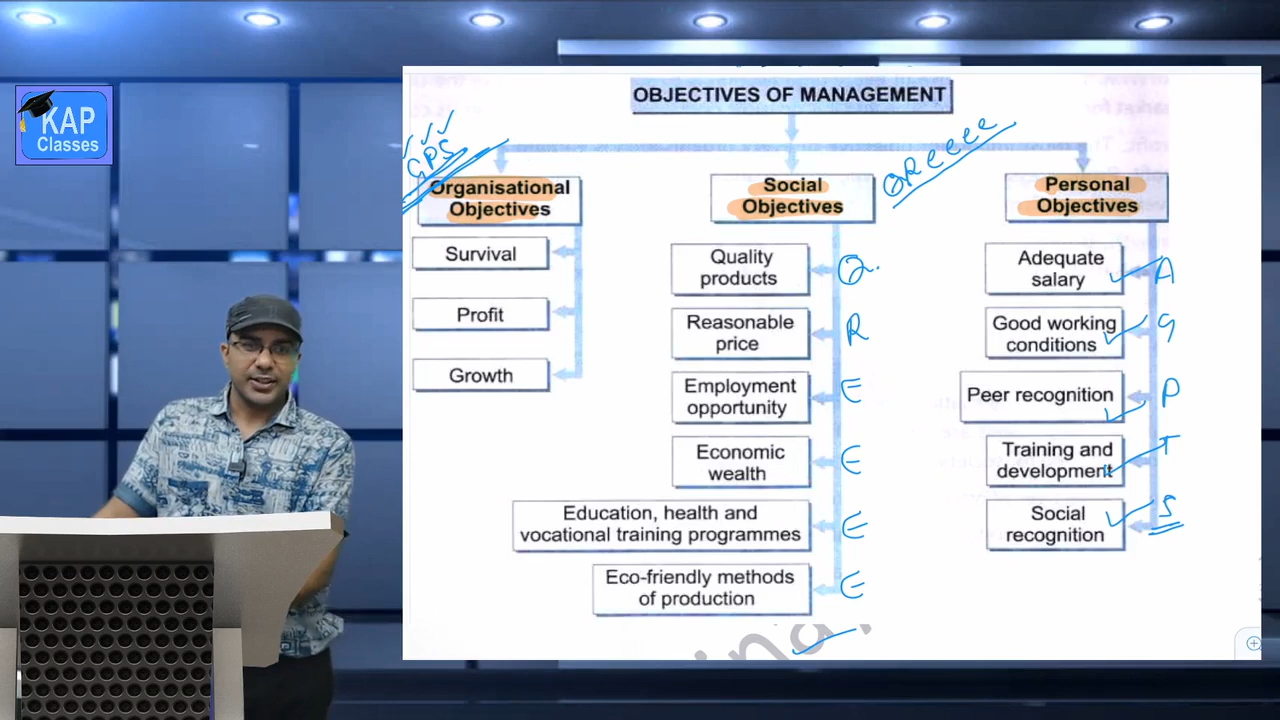 KAP
Classes
OBJECTIVES OF MANAGEMENT
GPS
QREEEE
Organisational
Objectives
Social
Objectives
Personal
Objectives
Survival
Profit
Growth
Quality
products
Q
Reasonable
price
R
Employment
opportunity
E
Economic
wealth
E
Education, health and
vocational training programmes
E
Eco-friendly methods
of production
E
Adequate
salary
A
Good working
conditions
G
Peer recognition
P
Training and
development
T
Social
recognition
S